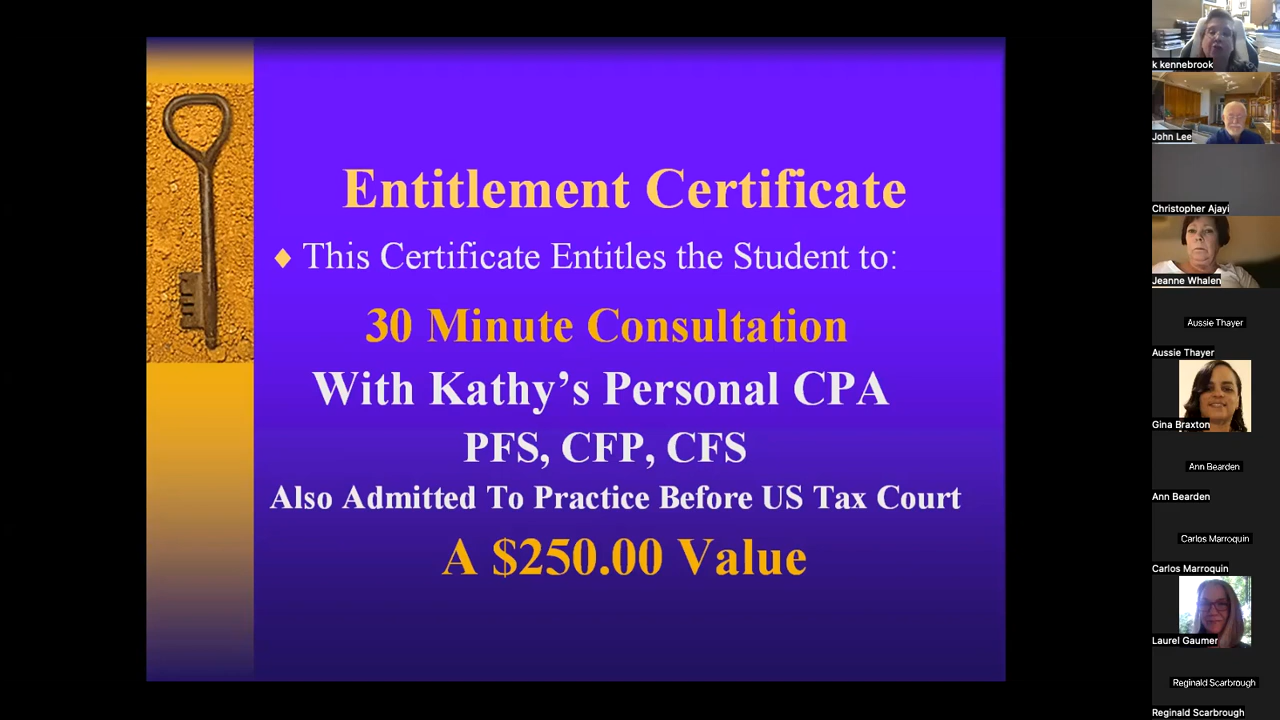 Entitlement Certificate
This Certificate Entitles the Student to:
30 Minute Consultation
With Kathy’s Personal CPA
PFS, CFP, CFS
Also Admitted To Practice Before US Tax Court
A $250.00 Value
k kennebrook
John Lee
Christopher Ajayi
Jeanne Whalen
Aussie Thayer
Aussie Thayer
Gina Braxton
Ann Bearden
Ann Bearden
Carlos Marroquin
Carlos Marroquin
Laurel Gaumer
Reginald Scarbrough
Reginald Scarbrough